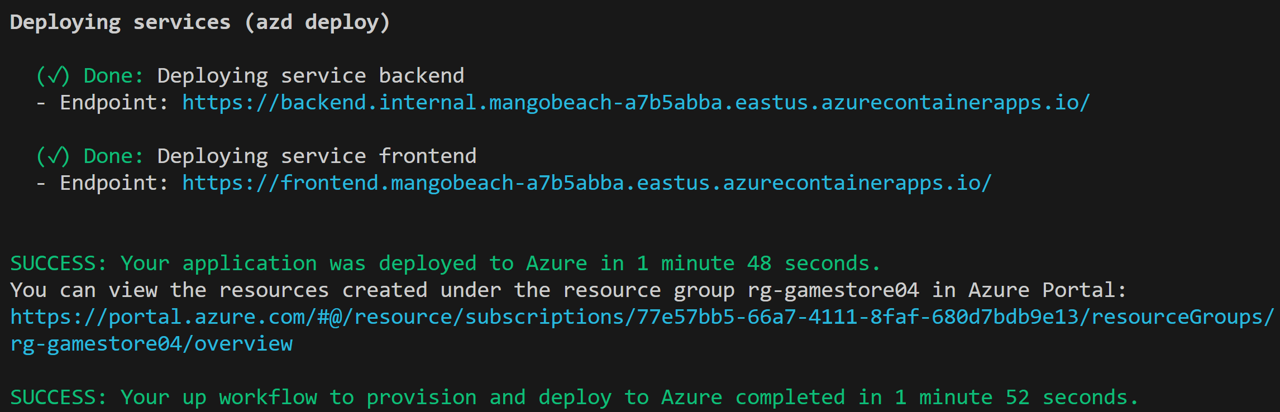 Deploying services (azd deploy)
(✓) Done: Deploying service backend
- Endpoint: https://backend.internal.mangobeach-a7b5abba.eastus.azurecontainerapps.io/
(✓) Done: Deploying service frontend
- Endpoint: https://frontend.mangobeach-a7b5abba.eastus.azurecontainerapps.io/
SUCCESS: Your application was deployed to Azure in 1 minute 48 seconds.
You can view the resources created under the resource group rg-gamestore04 in Azure Portal:
https://portal.azure.com/#@/resource/subscriptions/77e57bb5-66a7-4111-8faf-680d7bdb9e13/resourceGroups/
rg-gamestore04/overview
SUCCESS: Your up workflow to provision and deploy to Azure completed in 1 minute 52 seconds.